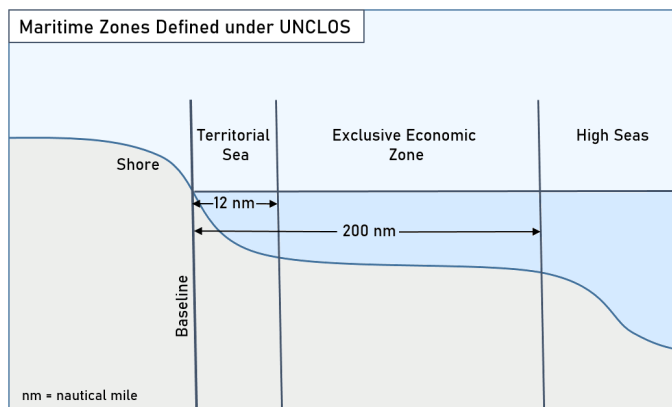 Maritime Zones Defined under UNCLOS
Territorial
Sea
Exclusive Economic
Zone
High Seas
Shore
12 nm
200 nm
Baseline
nm = nautical mile